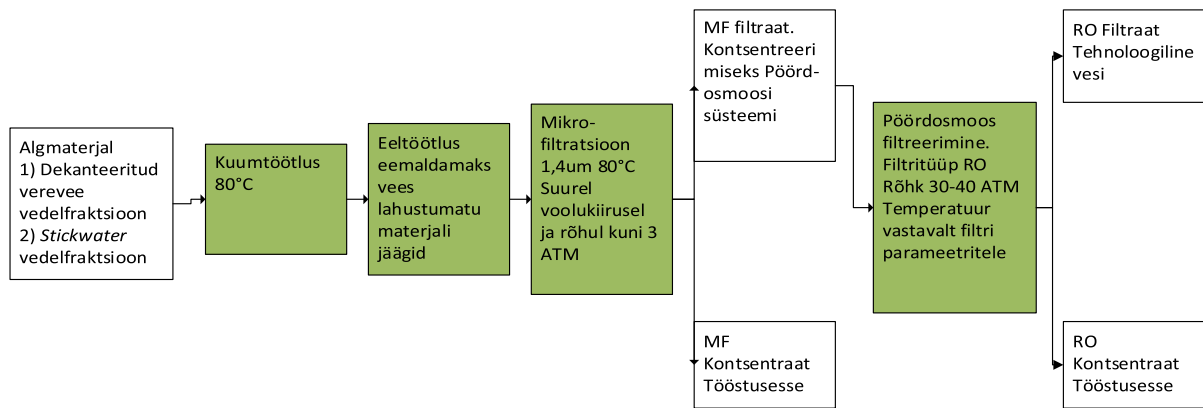 Algmaterjal
1) Dekanteeritud
verevee
vedelfraktsioon
2) Stickwater
vedelfraktsioon
Kuumtöötlus
80°C
Eeltöötlus
eemaldamaks
vees
lahustumatu
materjali
jäägid
Mikro-
filtratsioon
1,4um 80°C
Suurel
voolukiirusel
ja rõhul kuni 3
ATM
MF filtraat.
Kontsentreeri
miseks Pöörd-
osmoosi
süsteemi
MF
Kontsentraat
Tööstusesse
Pöördosmoos
filtreerimine.
Filtritüüp RO
Rõhk 30-40 ATM
Temperatuur
vastavalt filtri
parameetritele
RO Filtraat
Tehnoloogiline
vesi
RO
Kontsentraat
Tööstusesse